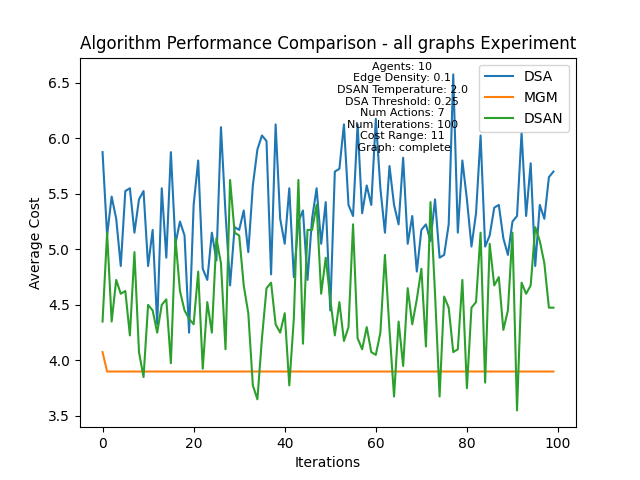 Algorithm Performance Comparison - all graphs Experiment
Agents: 10
Edge Density: 0.1
DSAN Temperature: 2.0
DSA Threshold: 0.25
Num Actions: 7
Num Iterations: 100
Cost Range: 11
Graph: complete
DSA
MGM
DSAN
Average Cost
6.5
6.0
5.5
5.0
4.5
4.0
3.5
0
20
40
60
80
100
Iterations